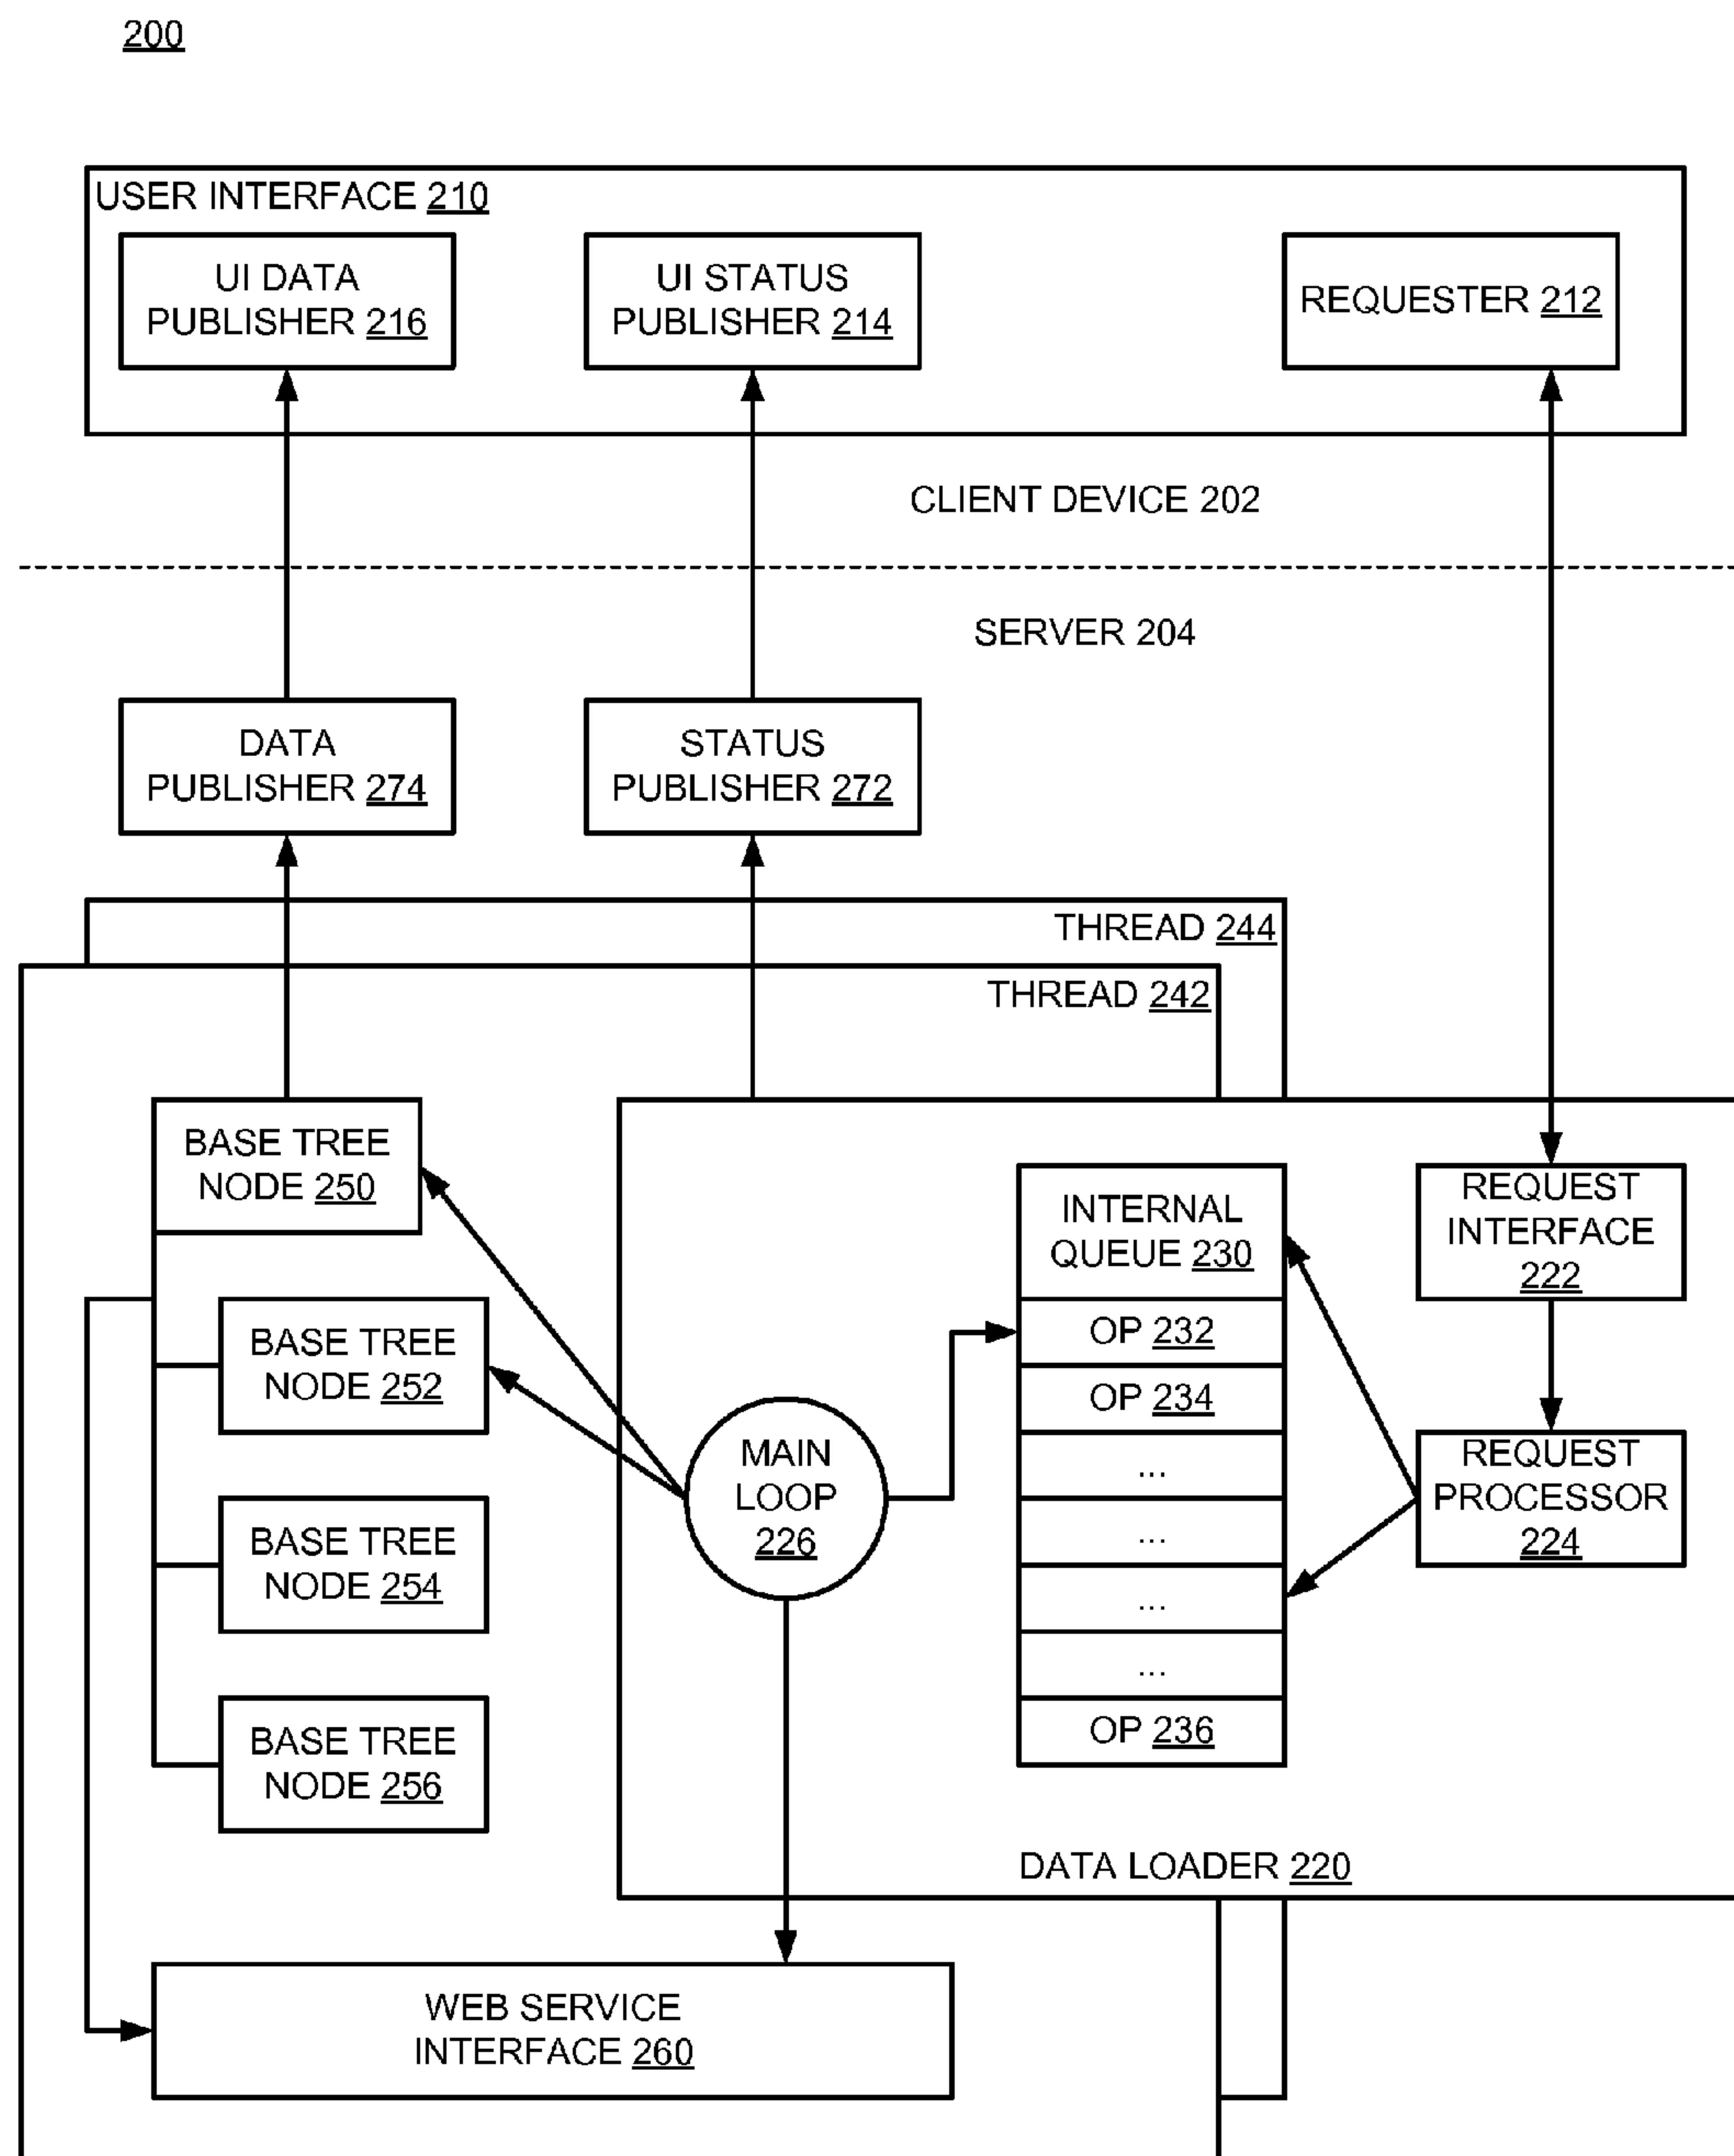 200
USER INTERFACE 210
UI DATA
PUBLISHER 216
UI STATUS
PUBLISHER 214
REQUESTER 212
CLIENT DEVICE 202
SERVER 204
DATA
PUBLISHER 274
STATUS
PUBLISHER 272
THREAD 244
THREAD 242
BASE TREE
NODE 250
BASE TREE
NODE 252
BASE TREE
NODE 254
BASE TREE
NODE 256
MAIN
LOOP
226
INTERNAL
QUEUE 230
OP 232
OP 234
...
...
...
...
OP 236
REQUEST
INTERFACE
222
REQUEST
PROCESSOR
224
DATA LOADER 220
WEB SERVICE
INTERFACE 260